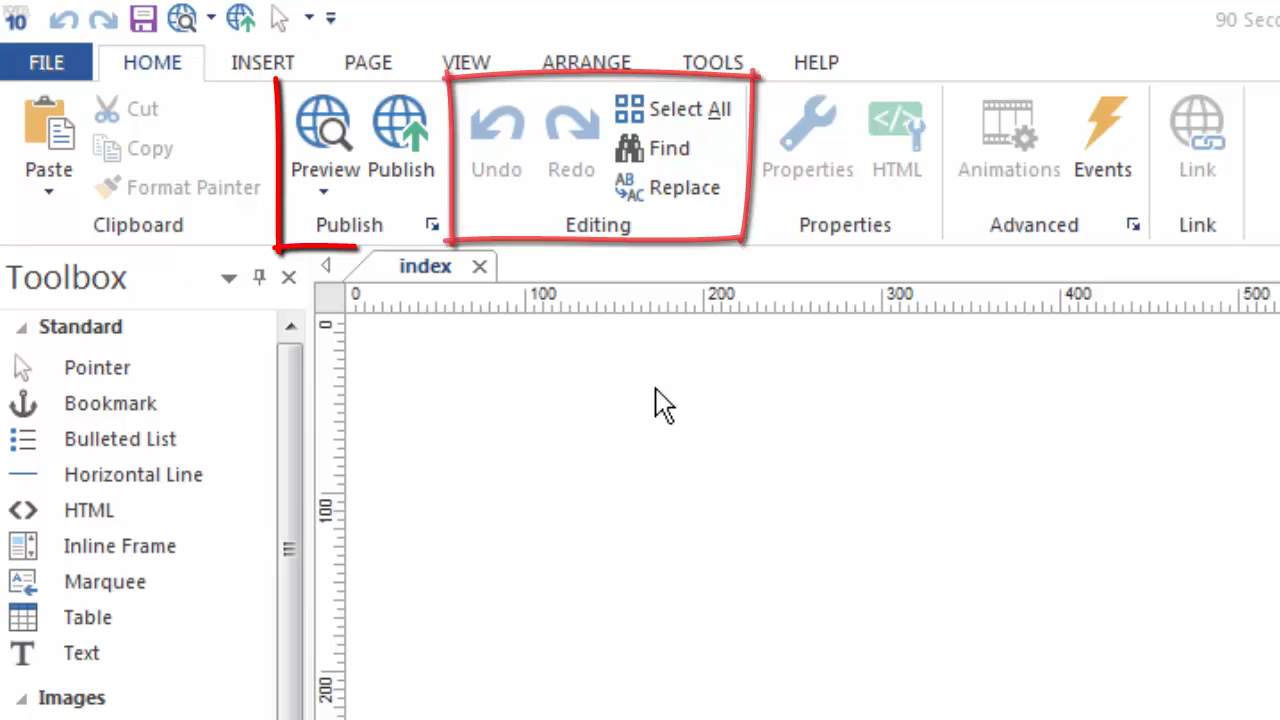 10
90 Seco
FILE HOME INSERT PAGE VIEW ARRANGE TOOLS HELP
Paste
Cut
Copy
Format Painter
Clipboard
Preview Publish
Publish
Undo Redo
Select All
Find
Replace
Editing
Properties HTML
Properties
Animations Events
Advanced
Link
Link
Toolbox
index
0 100 200 300 400 500
0
100
200
Standard
Pointer
Bookmark
Bulleted List
Horizontal Line
HTML
Inline Frame
Marquee
Table
Text
Images